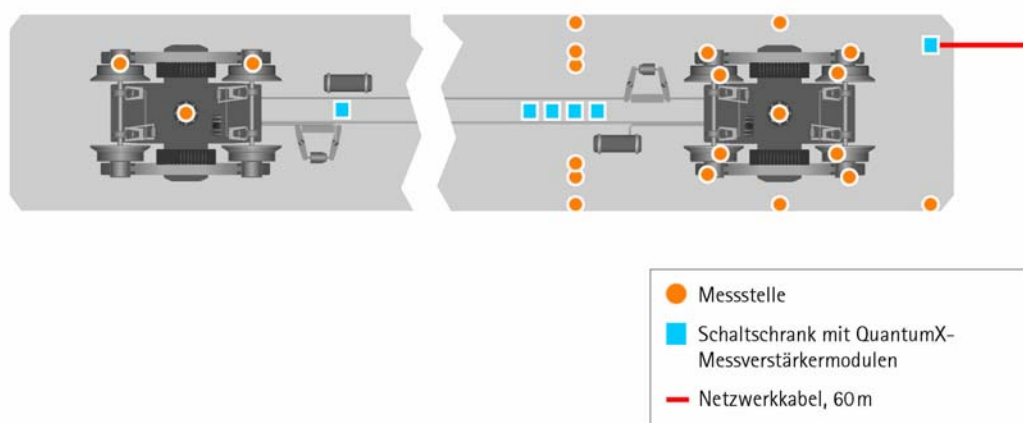 Messstelle
Schaltschrank mit QuantumX-
Messverstärkermodulen
Netzwerkkabel, 60 m